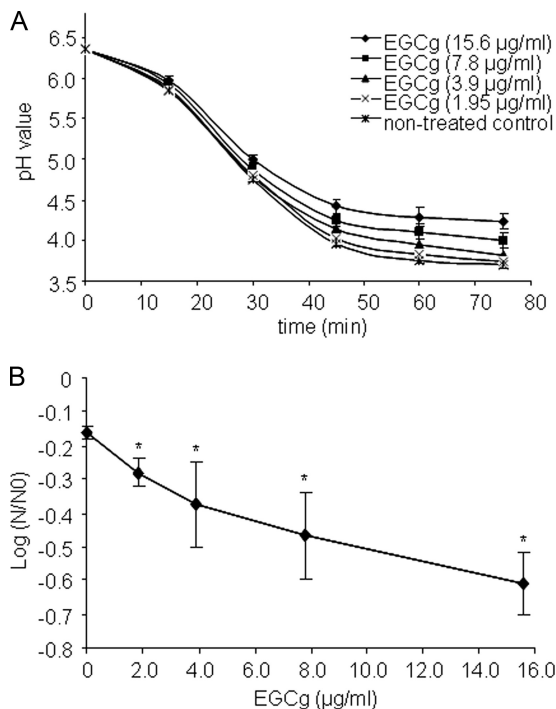 A
pH value
6.5
6.0
5.5
5.0
4.5
4.0
3.5
EGCg (15.6 µg/ml)
EGCg (7.8 µg/ml)
EGCg (3.9 µg/ml)
EGCg (1.95 µg/ml)
non-treated control
0 10 20 30 40 50 60 70 80
time (min)
B
Log (N/N0)
0
-0.1
-0.2
-0.3
-0.4
-0.5
-0.6
-0.7
-0.8
* * * *
0 2.0 4.0 6.0 8.0 10.0 12.0 14.0 16.0
EGCg (µg/ml)